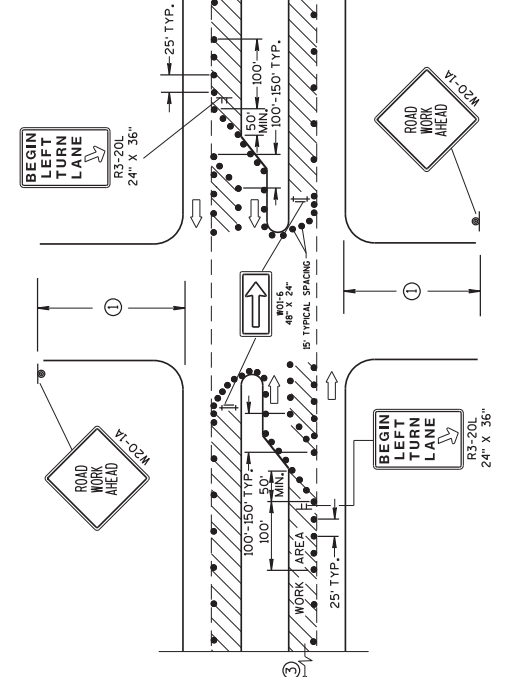 25' TYP.
BEGIN
LEFT
TURN
LANE
R3-20L
24" X 36"
100'
50'
MIN.
100'-150' TYP.
ROAD
WORK
AHEAD
W20-1A
1
W01-6
48" X 24"
15' TYPICAL SPACING
1
ROAD
WORK
AHEAD
W20-1A
100'-150' TYP.
50'
MIN.
100'
WORK AREA
25' TYP.
BEGIN
LEFT
TURN
LANE
R3-20L
24" X 36"
3